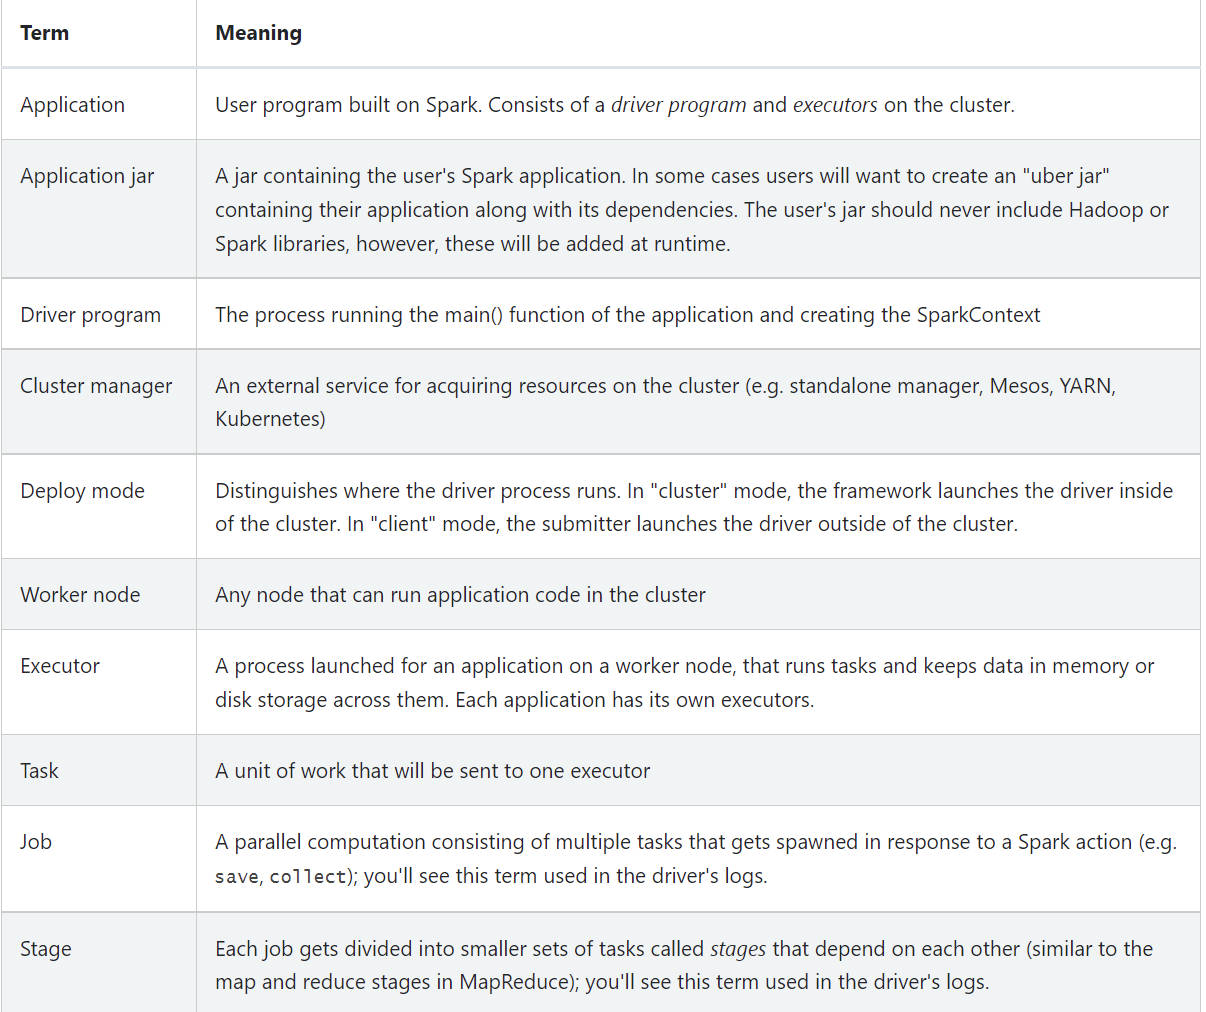 Term Meaning
Application User program built on Spark. Consists of a driver program and executors on the cluster.
Application jar A jar containing the user's Spark application. In some cases users will want to create an "uber jar"
containing their application along with its dependencies. The user's jar should never include Hadoop or
Spark libraries, however, these will be added at runtime.
Driver program The process running the main() function of the application and creating the SparkContext
Cluster manager An external service for acquiring resources on the cluster (e.g. standalone manager, Mesos, YARN,
Kubernetes)
Deploy mode Distinguishes where the driver process runs. In "cluster" mode, the framework launches the driver inside
of the cluster. In "client" mode, the submitter launches the driver outside of the cluster.
Worker node Any node that can run application code in the cluster
Executor A process launched for an application on a worker node, that runs tasks and keeps data in memory or
disk storage across them. Each application has its own executors.
Task A unit of work that will be sent to one executor
Job A parallel computation consisting of multiple tasks that gets spawned in response to a Spark action (e.g.
save, collect); you'll see this term used in the driver's logs.
Stage Each job gets divided into smaller sets of tasks called stages that depend on each other (similar to the
map and reduce stages in MapReduce); you'll see this term used in the driver's logs.